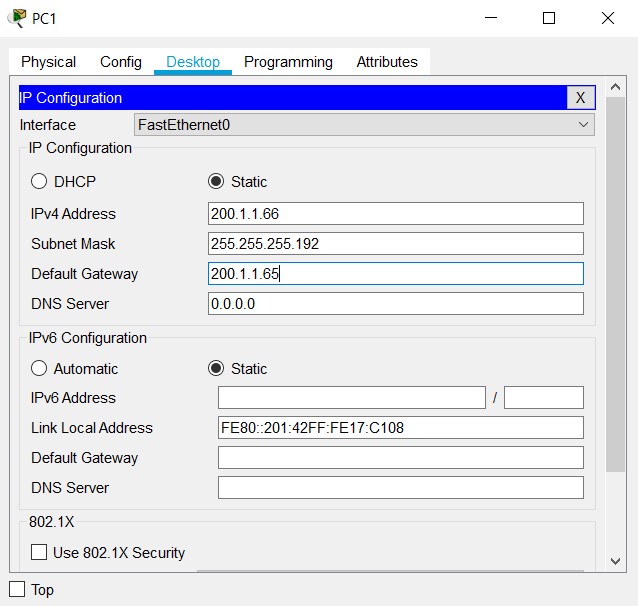 PC1
Physical Config Desktop Programming Attributes
IP Configuration X
Interface FastEthernet0
IP Configuration
DHCP Static
IPv4 Address 200.1.1.66
Subnet Mask 255.255.255.192
Default Gateway 200.1.1.65
DNS Server 0.0.0.0
IPv6 Configuration
Automatic Static
IPv6 Address /
Link Local Address FE80::201:42FF:FE17:C108
Default Gateway
DNS Server
802.1X
Use 802.1X Security
Top